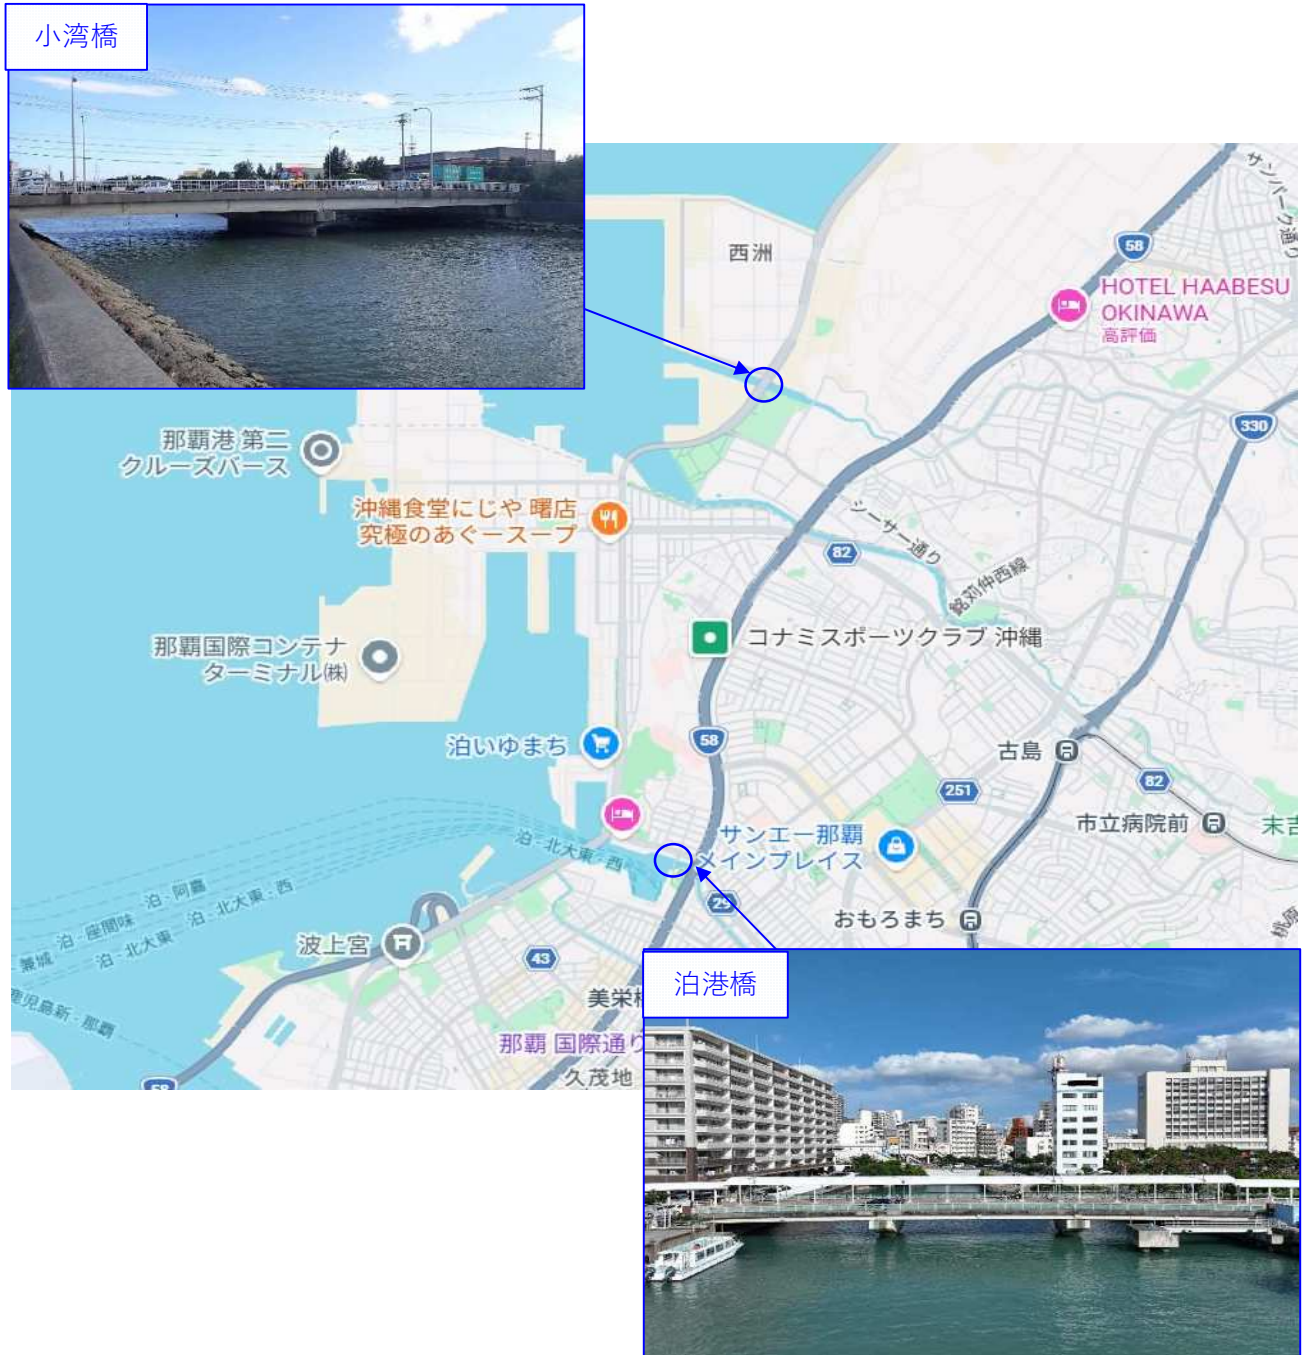 小湾橋
サンパーク通り
西洲
58
HOTEL HAABESU
OKINAWA
高評価
330
那覇港 第二
クルーズバース
沖縄食堂にじや 曙店
究極のあぐースープ
シーサー通り
82
銘苅仲西線
コナミスポーツクラブ 沖縄
那覇国際コンテナ
ターミナル㈱
泊いゆまち
58
古島
82
251
市立病院前
サンエー那覇
メインプレイス
泊・北大東・西
29
おもろまち
泊・阿嘉
泊・座間味
泊・北大東・西
泊・北大東
兼城
鹿児島新・那覇
波上宮
43
美栄
那覇 国際通り
久茂地
58
泊港橋